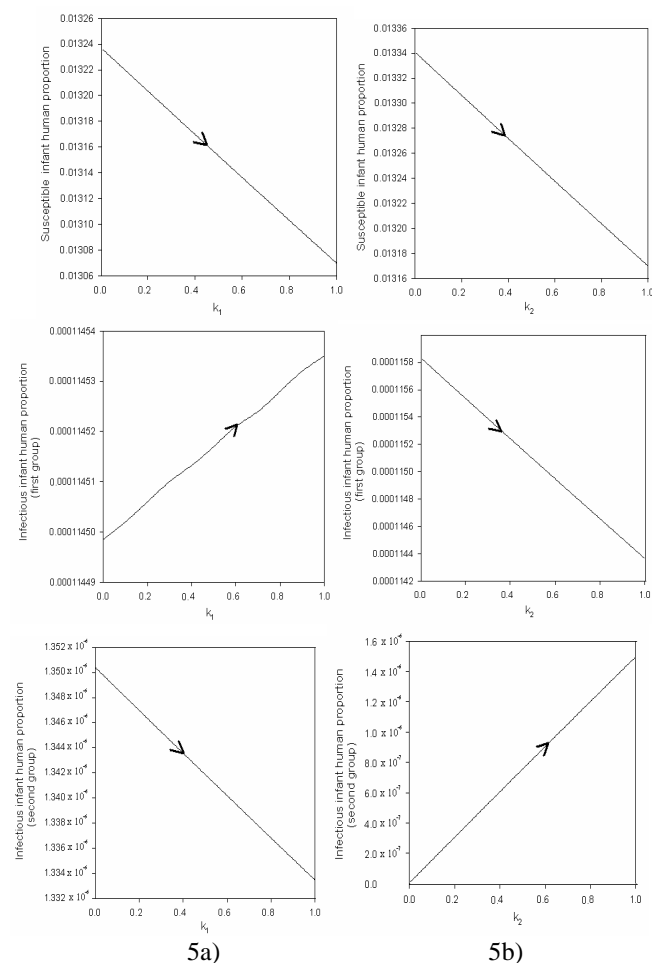 Susceptible infant human proportion
0.01326
0.01324
0.01322
0.01320
0.01318
0.01316
0.01314
0.01312
0.01310
0.01308
0.01306
0.0 0.2 0.4 0.6 0.8 1.0
k₁
Susceptible infant human proportion
0.01336
0.01334
0.01332
0.01330
0.01328
0.01326
0.01324
0.01322
0.01320
0.01318
0.01316
0.0 0.2 0.4 0.6 0.8 1.0
k₂
Infectious infant human proportion
(first group)
0.00011454
0.00011453
0.00011452
0.00011451
0.00011450
0.00011449
0.0 0.2 0.4 0.6 0.8 1.0
k₁
Infectious infant human proportion
(first group)
0.0001158
0.0001156
0.0001154
0.0001152
0.0001150
0.0001148
0.0001146
0.0001144
0.0001142
0.0 0.2 0.4 0.6 0.8 1.0
k₂
Infectious infant human proportion
(second group)
1.352 x 10⁻⁶
1.350 x 10⁻⁶
1.348 x 10⁻⁶
1.346 x 10⁻⁶
1.344 x 10⁻⁶
1.342 x 10⁻⁶
1.340 x 10⁻⁶
1.338 x 10⁻⁶
1.336 x 10⁻⁶
1.334 x 10⁻⁶
1.332 x 10⁻⁶
0.0 0.2 0.4 0.6 0.8 1.0
k₁
Infectious infant human proportion
(second group)
1.6 x 10⁻⁶
1.4 x 10⁻⁶
1.2 x 10⁻⁶
1.0 x 10⁻⁶
8.0 x 10⁻⁷
6.0 x 10⁻⁷
4.0 x 10⁻⁷
2.0 x 10⁻⁷
0.0
0.0 0.2 0.4 0.6 0.8 1.0
k₂
5a)
5b)